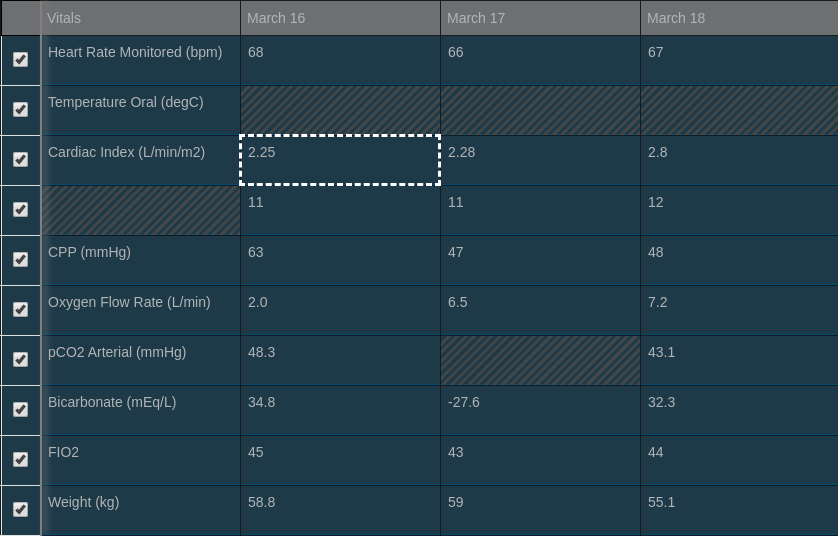 Vitals March 16 March 17 March 18
Heart Rate Monitored (bpm) 68 66 67
Temperature Oral (degC)
Cardiac Index (L/min/m2) 2.25 2.28 2.8
11 11 12
CPP (mmHg) 63 47 48
Oxygen Flow Rate (L/min) 2.0 6.5 7.2
pCO2 Arterial (mmHg) 48.3 43.1
Bicarbonate (mEq/L) 34.8 -27.6 32.3
FIO2 45 43 44
Weight (kg) 58.8 59 55.1